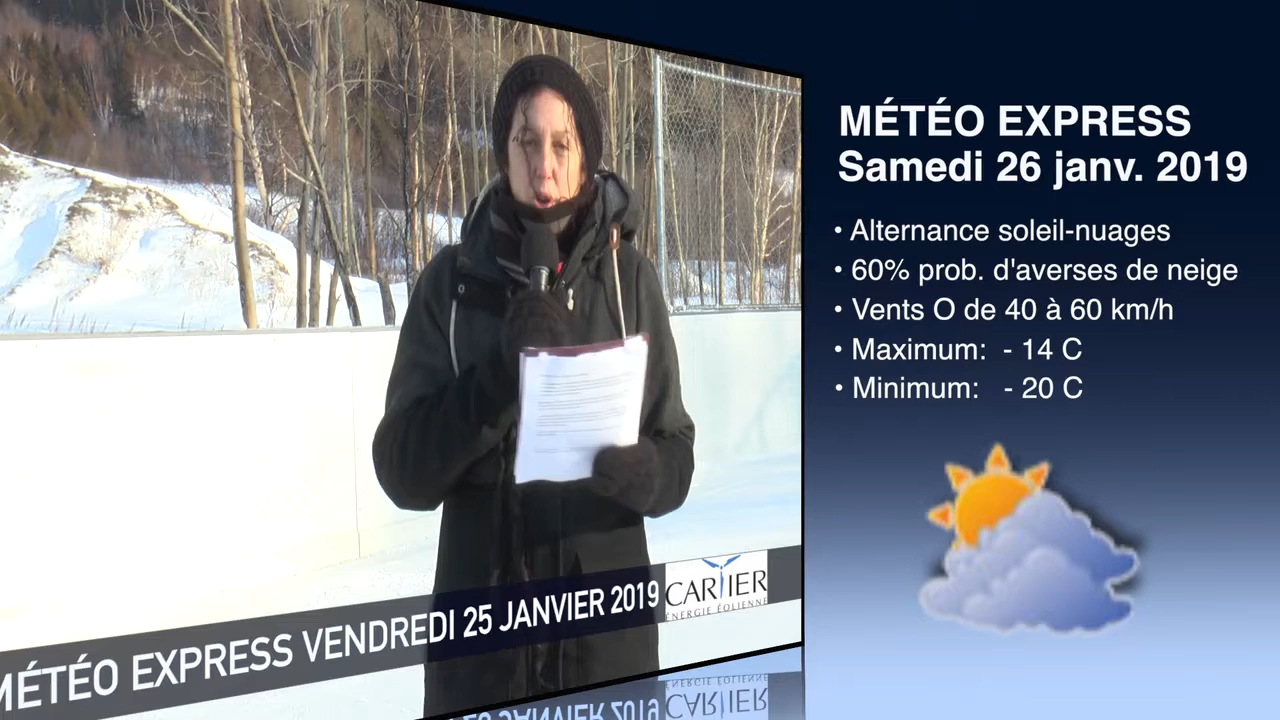 MÉTÉO EXPRESS
Samedi 26 janv. 2019
• Alternance soleil-nuages
• 60% prob. d'averses de neige
• Vents O de 40 à 60 km/h
• Maximum: - 14 C
• Minimum: - 20 C
MÉTÉO EXPRESS VENDREDI 25 JANVIER 2019
CARTIER
ÉNERGIE ÉOLIENNE